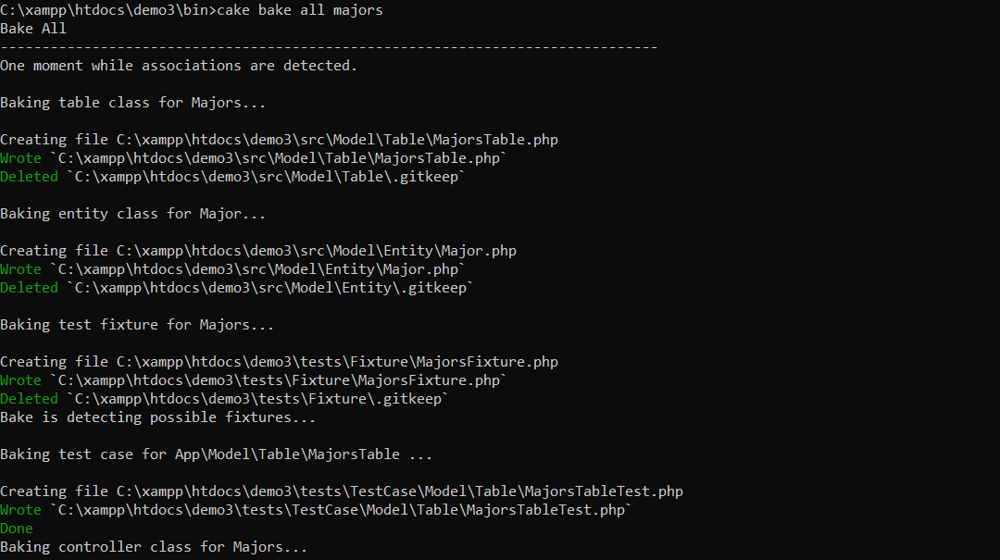 C:\xampp\htdocs\demo3\bin>cake bake all majors
Bake All
-------------------------------------------------------------------------------
One moment while associations are detected.
Baking table class for Majors...
Creating file C:\xampp\htdocs\demo3\src\Model\Table\MajorsTable.php
Wrote `C:\xampp\htdocs\demo3\src\Model\Table\MajorsTable.php`
Deleted `C:\xampp\htdocs\demo3\src\Model\Table\.gitkeep`
Baking entity class for Major...
Creating file C:\xampp\htdocs\demo3\src\Model\Entity\Major.php
Wrote `C:\xampp\htdocs\demo3\src\Model\Entity\Major.php`
Deleted `C:\xampp\htdocs\demo3\src\Model\Entity\.gitkeep`
Baking test fixture for Majors...
Creating file C:\xampp\htdocs\demo3\tests\Fixture\MajorsFixture.php
Wrote `C:\xampp\htdocs\demo3\tests\Fixture\MajorsFixture.php`
Deleted `C:\xampp\htdocs\demo3\tests\Fixture\.gitkeep`
Bake is detecting possible fixtures...
Baking test case for App\Model\Table\MajorsTable ...
Creating file C:\xampp\htdocs\demo3\tests\TestCase\Model\Table\MajorsTableTest.php
Wrote `C:\xampp\htdocs\demo3\tests\TestCase\Model\Table\MajorsTableTest.php`
Done
Baking controller class for Majors...